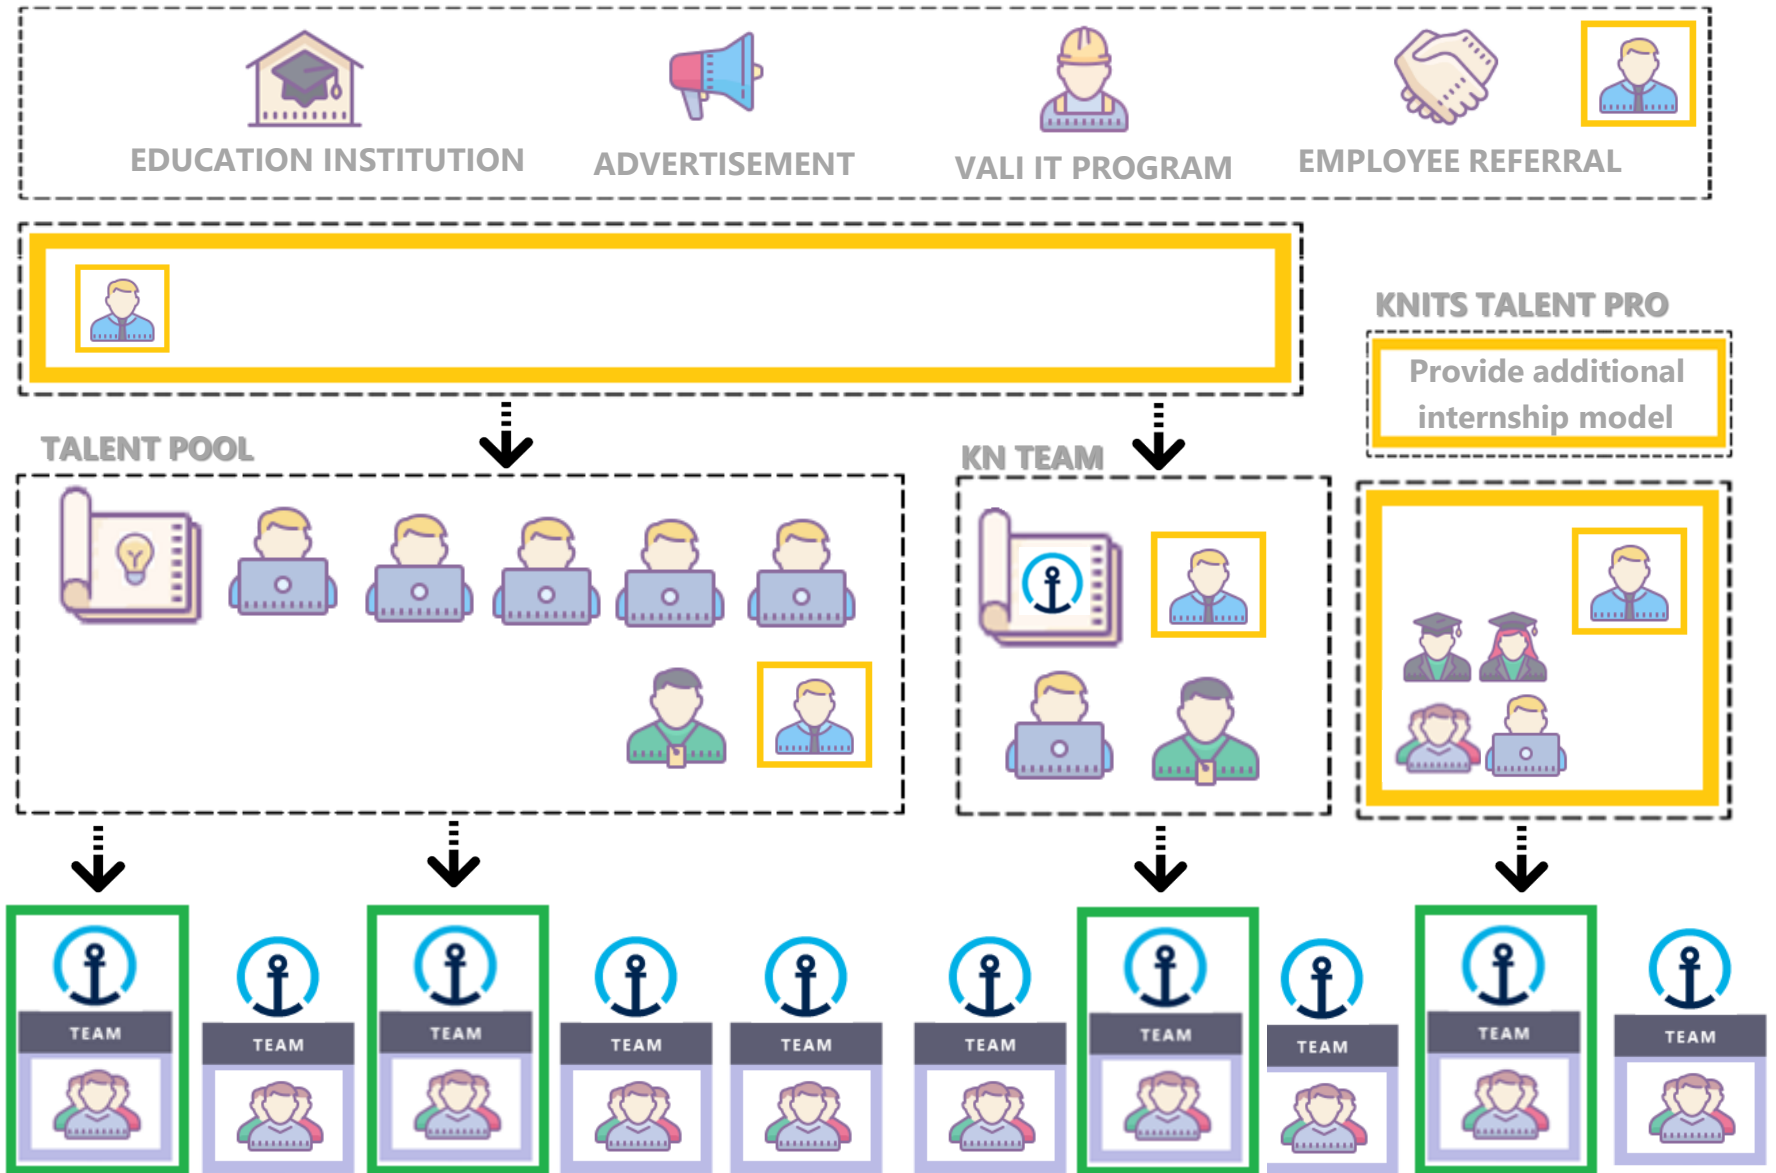 EDUCATION INSTITUTION
ADVERTISEMENT
VALI IT PROGRAM
EMPLOYEE REFERRAL
KNITS TALENT PRO
Provide additional
internship model
TALENT POOL
KN TEAM
TEAM
TEAM
TEAM
TEAM
TEAM
TEAM
TEAM
TEAM
TEAM
TEAM